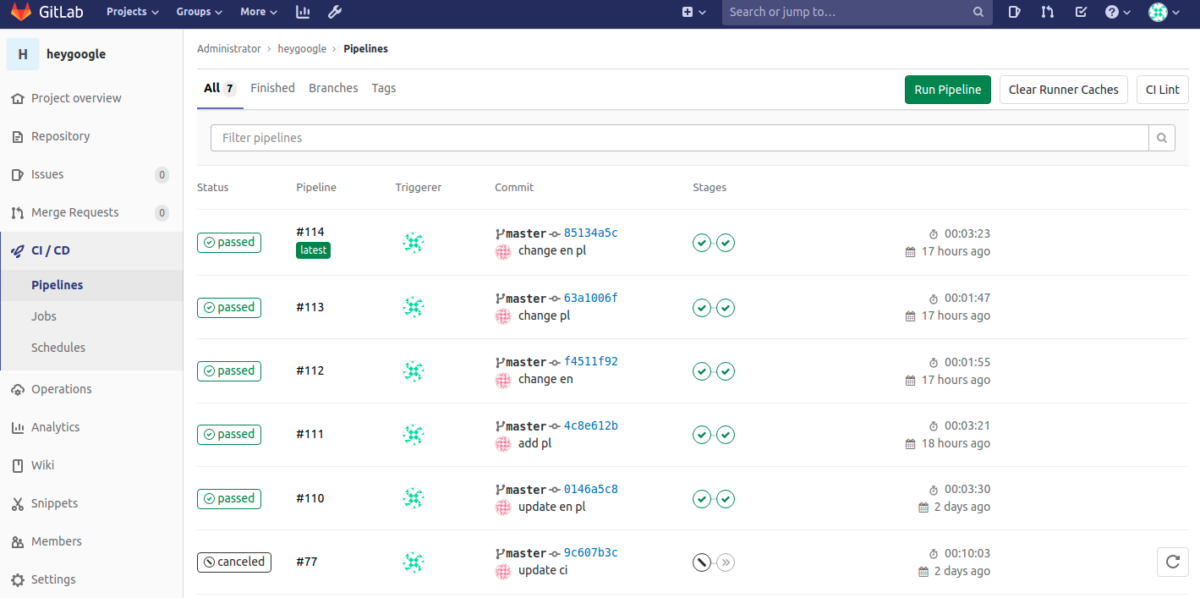 GitLab Projects Groups More Search or jump to...
H heygoogle
Project overview
Repository
Issues 0
Merge Requests 0
CI / CD
Pipelines
Jobs
Schedules
Operations
Analytics
Wiki
Snippets
Members
Settings
Administrator › heygoogle › Pipelines
All 7 Finished Branches Tags Run Pipeline Clear Runner Caches CI Lint
Filter pipelines
Status Pipeline Triggerer Commit Stages
passed #114 latest master 85134a5c change en pl 00:03:23 17 hours ago
passed #113 master 63a1006f change pl 00:01:47 17 hours ago
passed #112 master f4511f92 change en 00:01:55 17 hours ago
passed #111 master 4c8e612b add pl 00:03:21 18 hours ago
passed #110 master 0146a5c8 update en pl 00:03:30 2 days ago
canceled #77 master 9c607b3c update ci 00:10:03 2 days ago